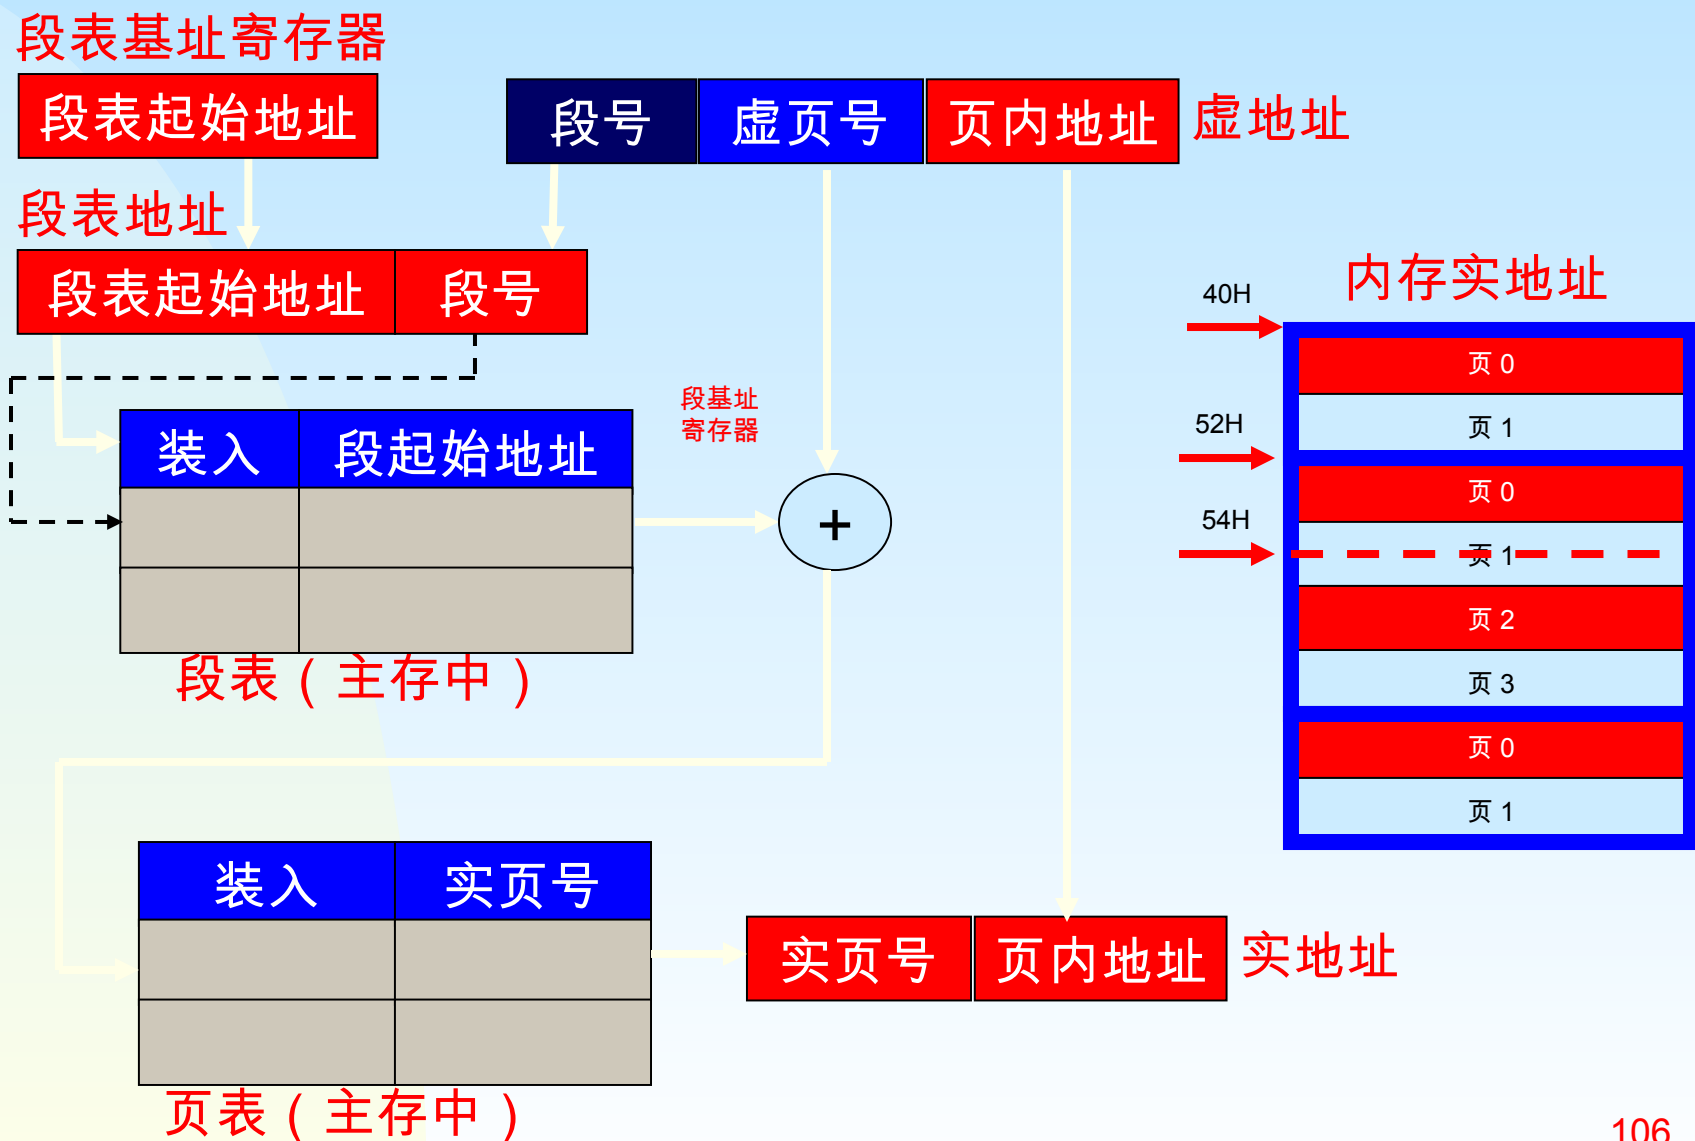 段表基址寄存器
段表起始地址
段号 虚页号 页内地址 虚地址
段表地址
段表起始地址 段号
内存实地址
40H
页 0
段基址
寄存器
52H
页 1
装入 段起始地址
页 0
54H
+
页 1
页 2
段表(主存中)
页 3
页 0
页 1
装入 实页号
实页号 页内地址 实地址
页表(主存中)
106